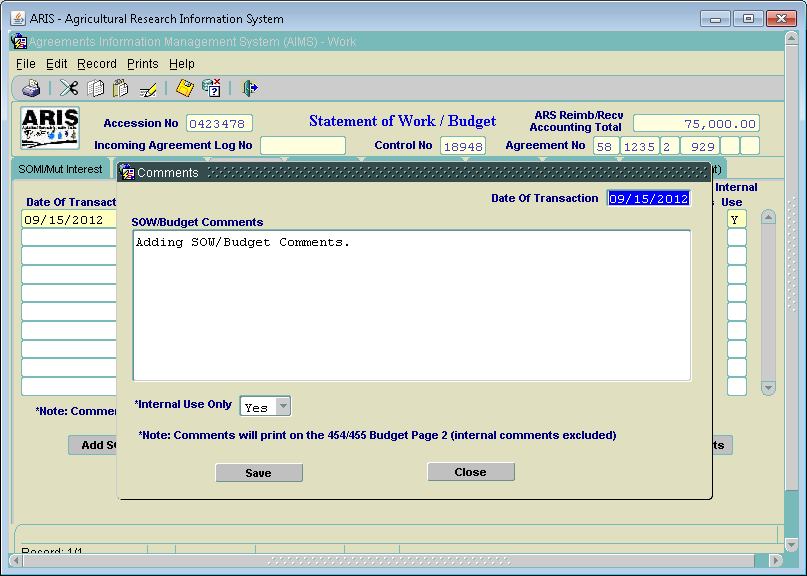 ARIS - Agricultural Research Information System
Agreements Information Management System (AIMS) - Work
File Edit Record Prints Help
ARIS
Accession No 0423478 Statement of Work / Budget ARS Reimb/Recv Accounting Total 75,000.00
Incoming Agreement Log No Control No 18948 Agreement No 58 1235 2 929
SOMI/Mut Interest
Comments
nt)
Internal
Use
Date Of Transaction 09/15/2012
Date Of Transact
09/15/2012
Y
SOW/Budget Comments
Adding SOW/Budget Comments.
*Internal Use Only Yes
*Note: Comme
*Note: Comments will print on the 454/455 Budget Page 2 (internal comments excluded)
Add S
ts
Save Close
Record: 1/1